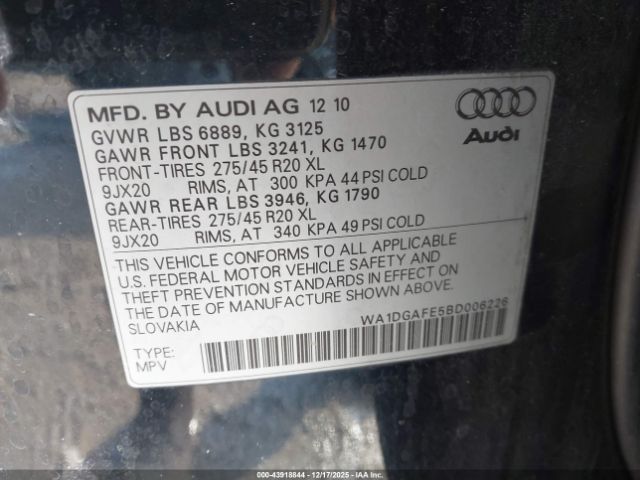 MFD. BY AUDI AG 12 10
GVWR LBS 6889, KG 3125
GAWR FRONT LBS 3241, KG 1470
FRONT-TIRES 275/45 R20 XL
9JX20 RIMS, AT 300 KPA 44 PSI COLD
GAWR REAR LBS 3946, KG 1790
REAR-TIRES 275/45 R20 XL
9JX20 RIMS, AT 340 KPA 49 PSI COLD
Audi
THIS VEHICLE CONFORMS TO ALL APPLICABLE
U.S. FEDERAL MOTOR VEHICLE SAFETY AND
THEFT PREVENTION STANDARDS IN EFFECT ON
THE DATE OF MANUFACTURE SHOWN ABOVE.
SLOVAKIA
WA1DGAFE5BD006226
TYPE:
MPV
000-43918844 | 12/17/2025 | IAA